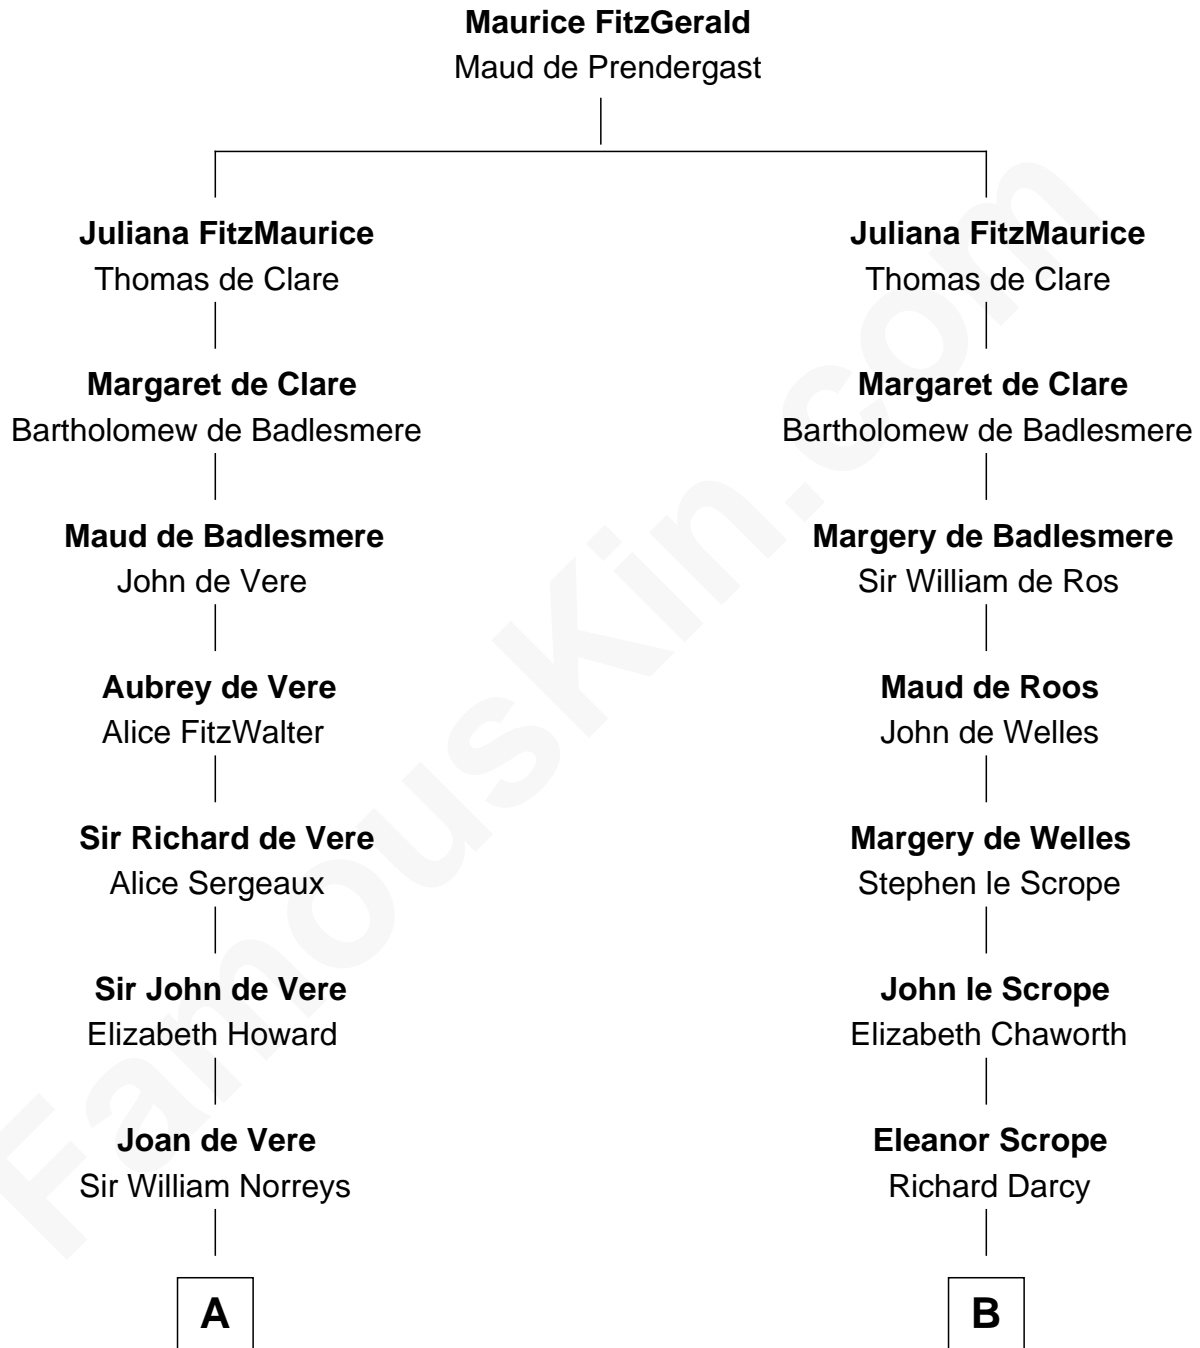 Maurice FitzGerald
Maud de Prendergast
Juliana FitzMaurice
Thomas de Clare
Margaret de Clare
Bartholomew de Badlesmere
Maud de Badlesmere
John de Vere
Aubrey de Vere
Alice FitzWalter
Sir Richard de Vere
Alice Sergeaux
Sir John de Vere
Elizabeth Howard
Joan de Vere
Sir William Norreys
A
Juliana FitzMaurice
Thomas de Clare
Margaret de Clare
Bartholomew de Badlesmere
Margery de Badlesmere
Sir William de Ros
Maud de Roos
John de Welles
Margery de Welles
Stephen le Scrope
John le Scrope
Elizabeth Chaworth
Eleanor Scrope
Richard Darcy
B
FamousKin.com